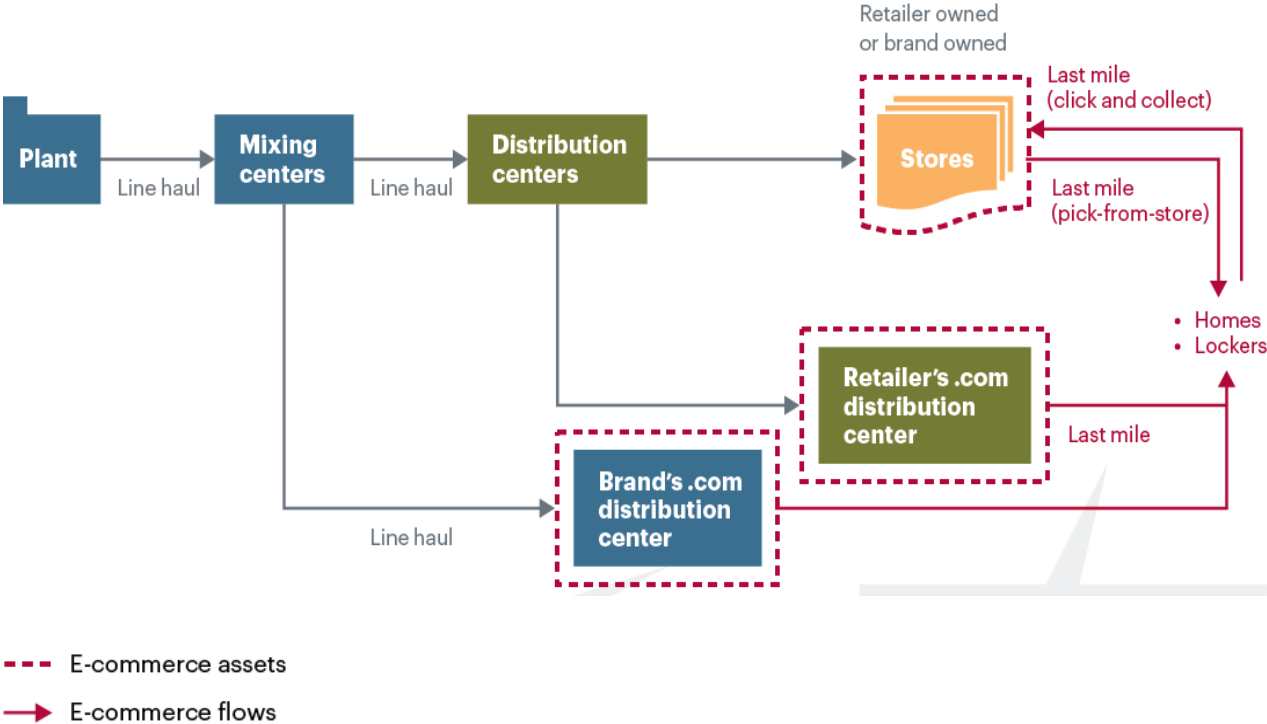 Retailer owned
or brand owned
Last mile
(click and collect)
Plant
Line haul
Mixing
centers
Line haul
Distribution
centers
Stores
Last mile
(pick-from-store)
• Homes
• Lockers
Retailer’s .com
distribution
center
Last mile
Brand’s .com
distribution
center
Line haul
E-commerce assets
E-commerce flows